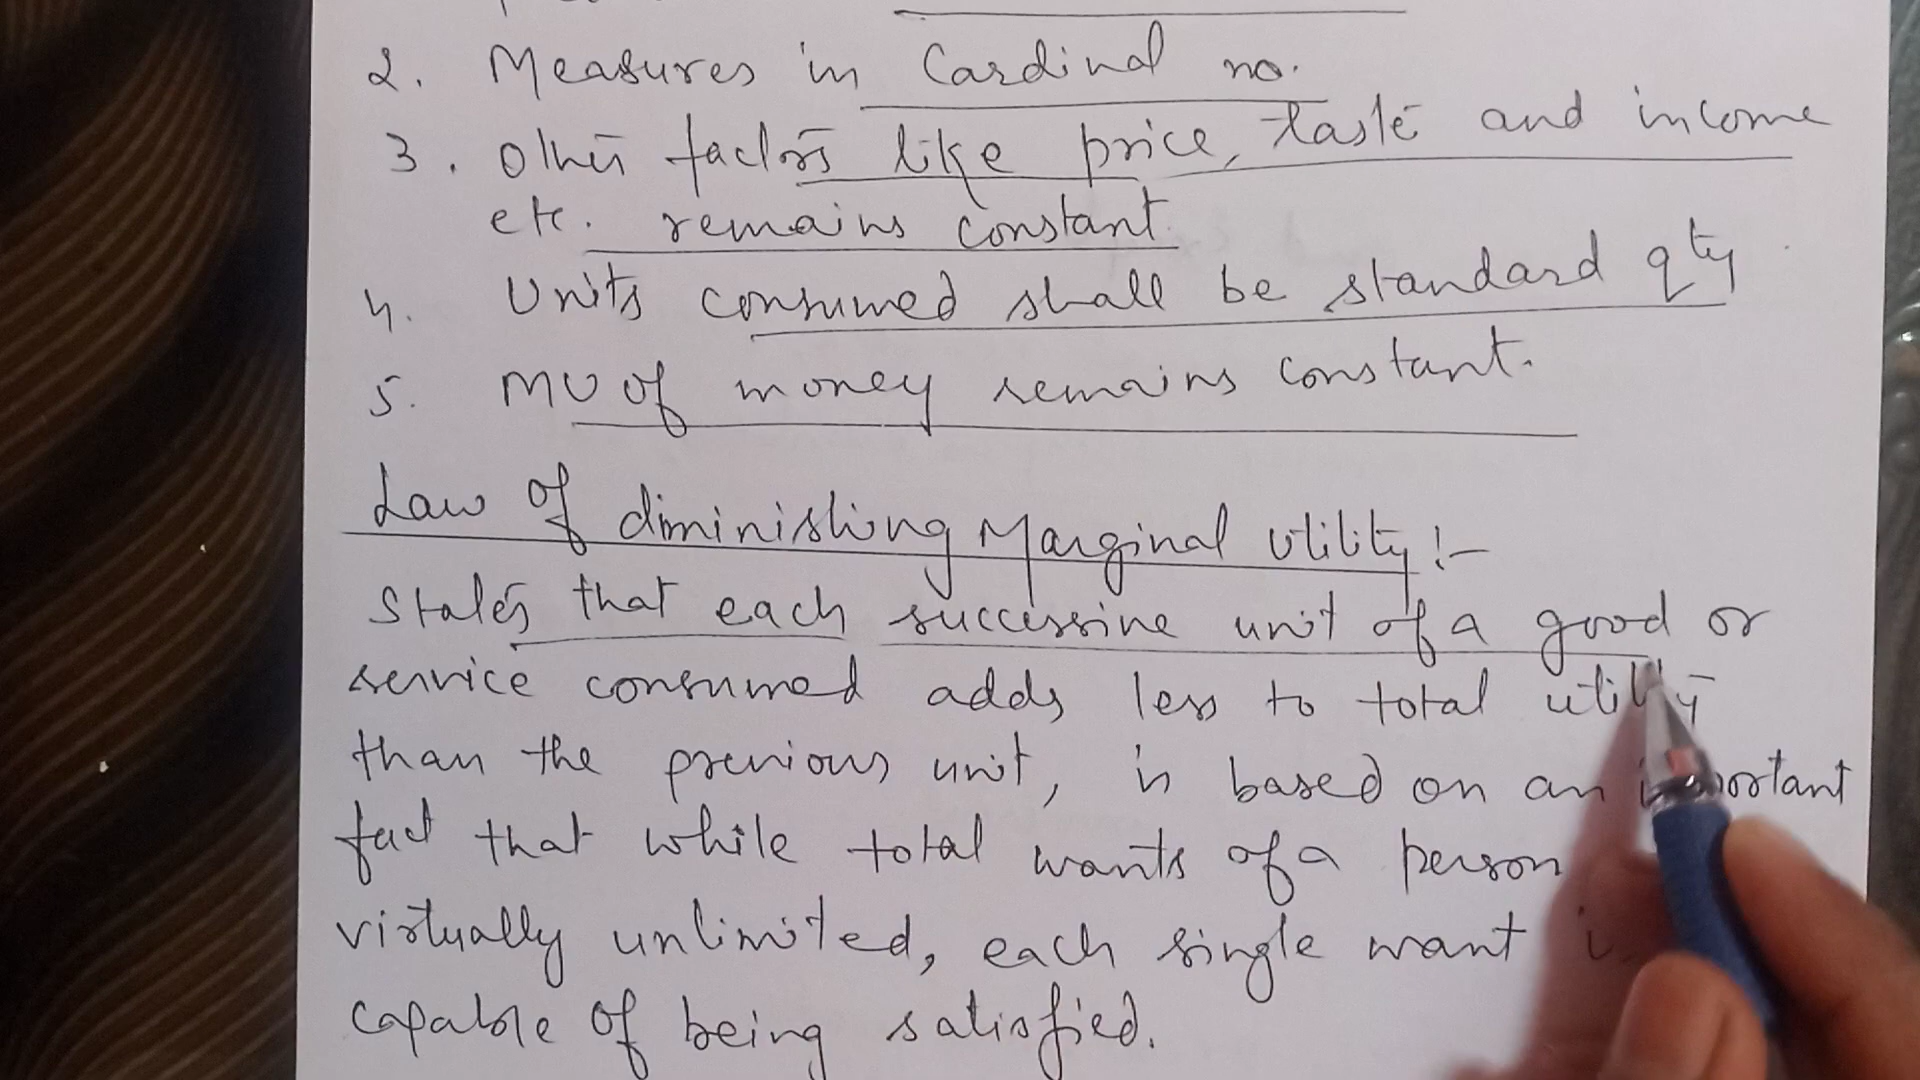 2. Measures in Cardinal no.
3. Other factors like price, taste and income
etc. remains constant.
4. Units consumed shall be standard qty
5. MU of money remains constant.
Law of diminishing Marginal Utility :-
States that each successive unit of a good or
service consumed adds less to total utility
than the previous unit, is based on an important
fact that while total wants of a person
virtually unlimited, each single want
capable of being satisfied.